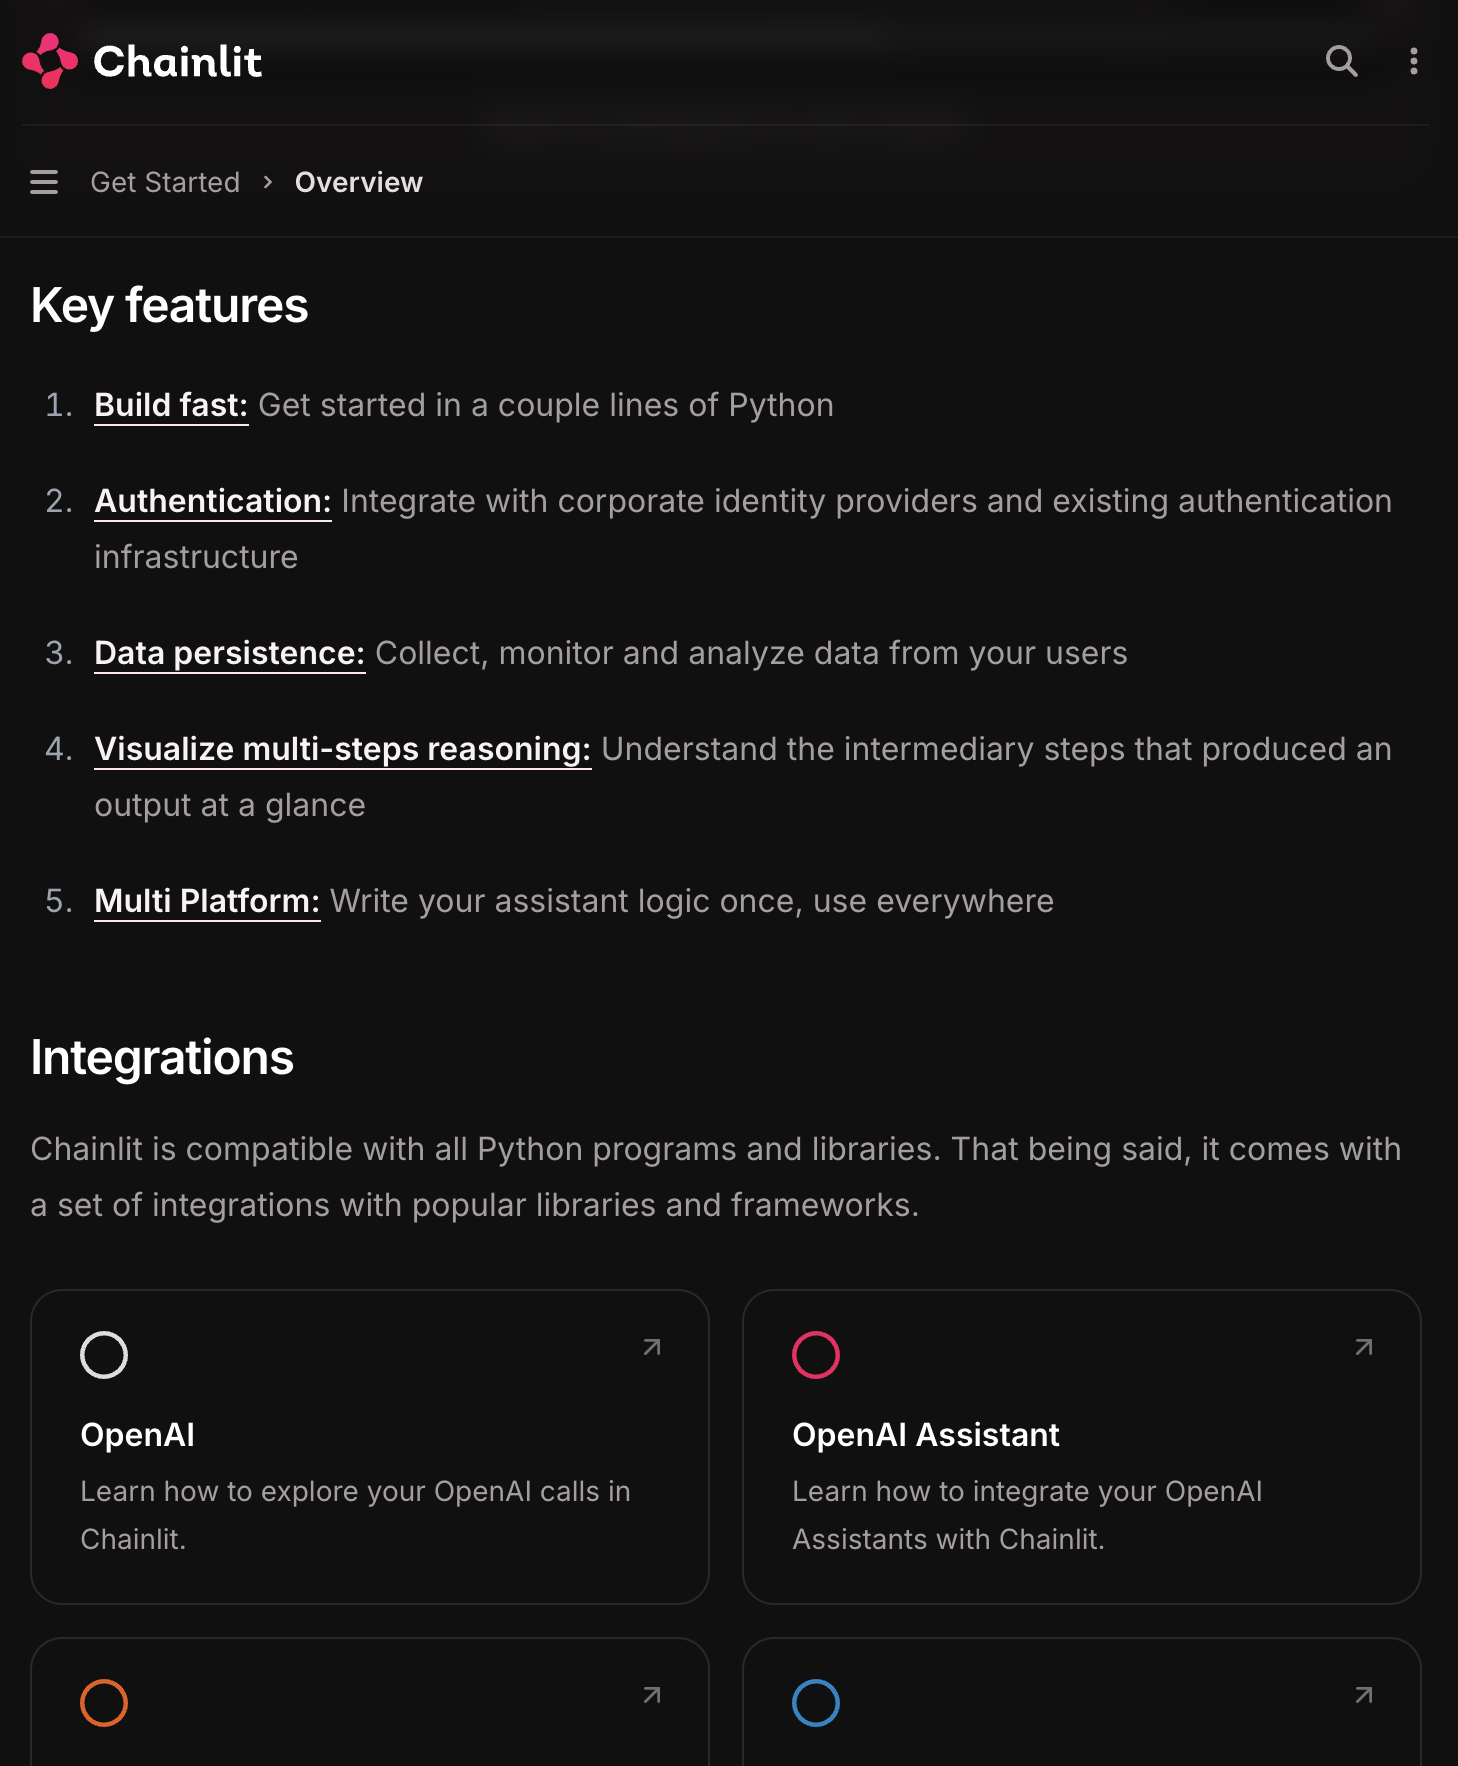 Chainlit
Get Started > Overview
Key features
1. Build fast: Get started in a couple lines of Python
2. Authentication: Integrate with corporate identity providers and existing authentication
infrastructure
3. Data persistence: Collect, monitor and analyze data from your users
4. Visualize multi-steps reasoning: Understand the intermediary steps that produced an
output at a glance
5. Multi Platform: Write your assistant logic once, use everywhere
Integrations
Chainlit is compatible with all Python programs and libraries. That being said, it comes with
a set of integrations with popular libraries and frameworks.
OpenAI
Learn how to explore your OpenAI calls in
Chainlit.
OpenAI Assistant
Learn how to integrate your OpenAI
Assistants with Chainlit.